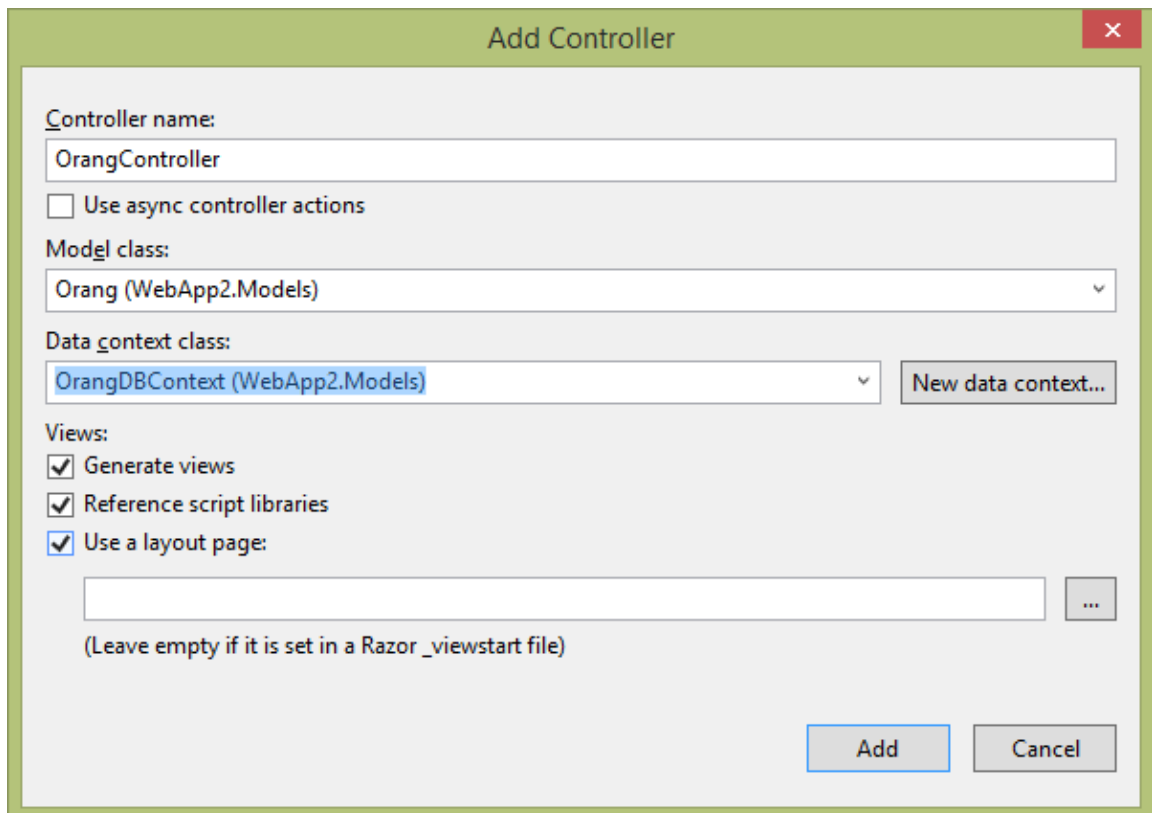 Add Controller
Controller name:
OrangController
Use async controller actions
Model class:
Orang (WebApp2.Models)
Data context class:
OrangDBContext (WebApp2.Models)
New data context...
Views:
Generate views
Reference script libraries
Use a layout page:
...
(Leave empty if it is set in a Razor _viewstart file)
Add
Cancel